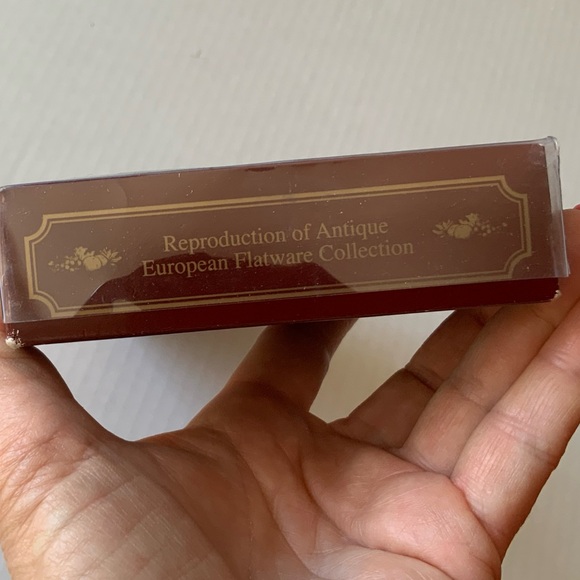 Reproduction of Antique
European Flatware Collection